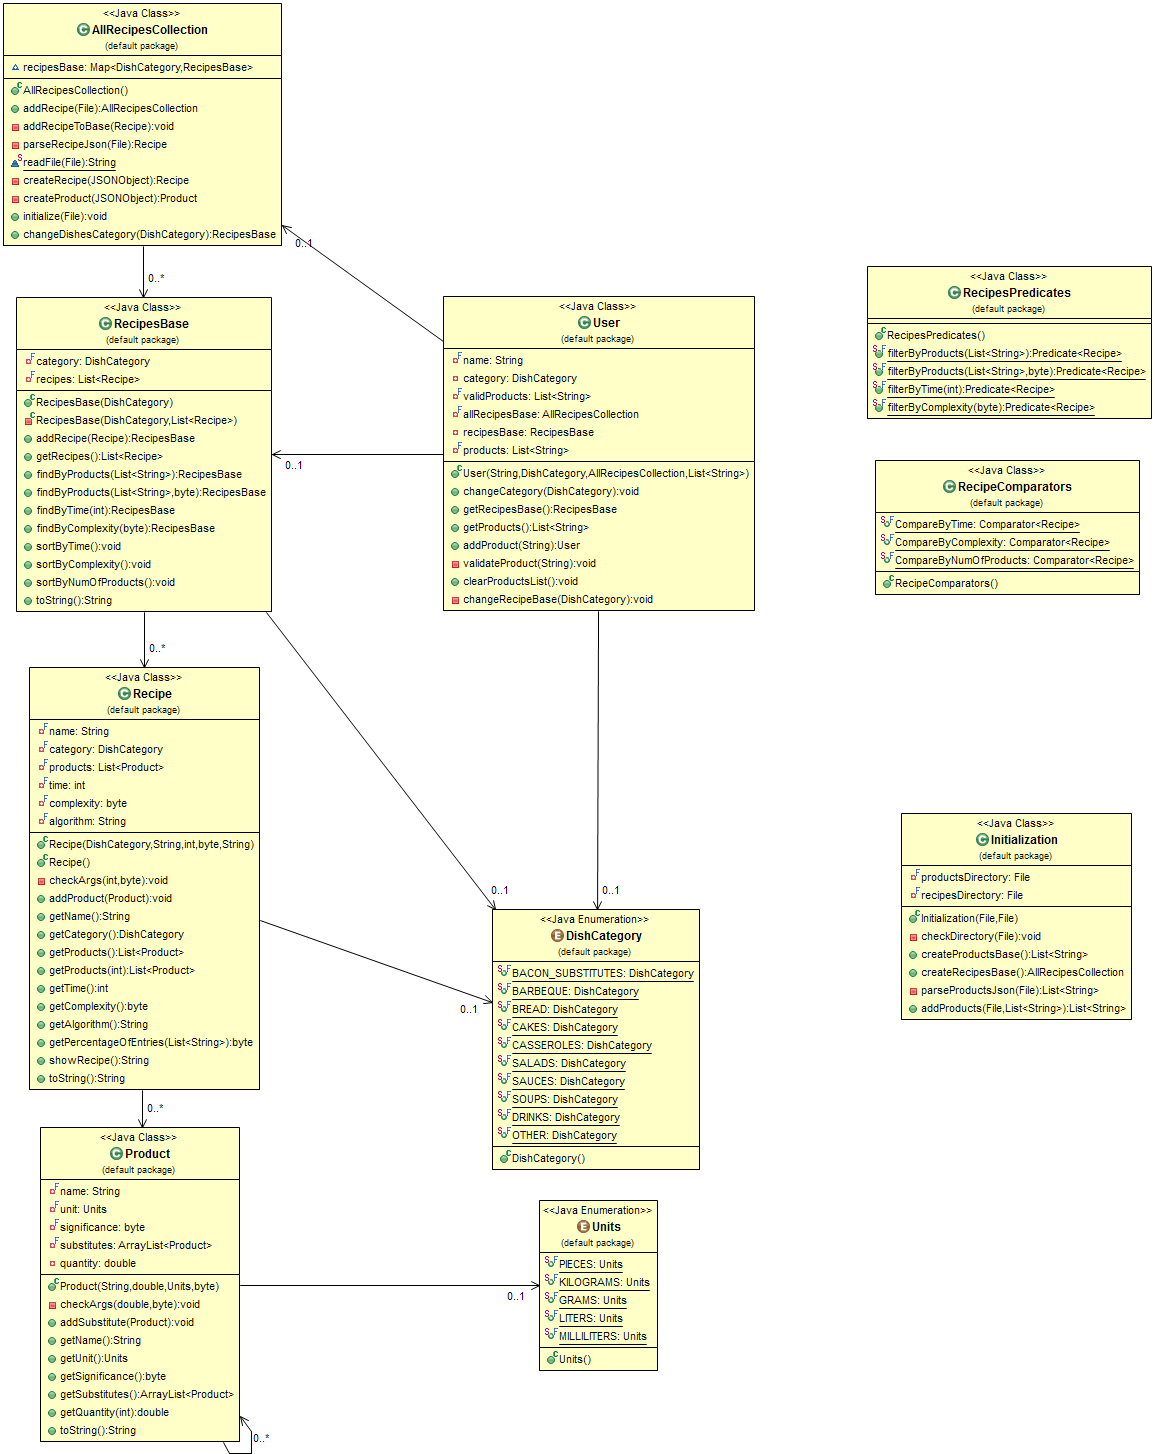 <<Java Class>>
AllRecipesCollection
(default package)
recipesBase: Map<DishCategory,RecipesBase>
AllRecipesCollection()
addRecipe(File):AllRecipesCollection
addRecipeToBase(Recipe):void
parseRecipeJson(File):Recipe
readFile(File):String
createRecipe(JSONObject):Recipe
createProduct(JSONObject):Product
initialize(File):void
changeDishesCategory(DishCategory):RecipesBase
0..1
0..*
<<Java Class>>
RecipesBase
(default package)
category: DishCategory
recipes: List<Recipe>
RecipesBase(DishCategory)
RecipesBase(DishCategory,List<Recipe>)
addRecipe(Recipe):RecipesBase
getRecipes():List<Recipe>
findByProducts(List<String>):RecipesBase
findByProducts(List<String>,byte):RecipesBase
findByTime(int):RecipesBase
findByComplexity(byte):RecipesBase
sortByTime():void
sortByComplexity():void
sortByNumOfProducts():void
toString():String
0..1
<<Java Class>>
User
(default package)
name: String
category: DishCategory
validProducts: List<String>
allRecipesBase: AllRecipesCollection
recipesBase: RecipesBase
products: List<String>
User(String,DishCategory,AllRecipesCollection,List<String>)
changeCategory(DishCategory):void
getRecipesBase():RecipesBase
getProducts():List<String>
addProduct(String):User
validateProduct(String):void
clearProductsList():void
changeRecipeBase(DishCategory):void
<<Java Class>>
RecipesPredicates
(default package)
RecipesPredicates()
filterByProducts(List<String>):Predicate<Recipe>
filterByProducts(List<String>,byte):Predicate<Recipe>
filterByTime(int):Predicate<Recipe>
filterByComplexity(byte):Predicate<Recipe>
<<Java Class>>
RecipeComparators
(default package)
CompareByTime: Comparator<Recipe>
CompareByComplexity: Comparator<Recipe>
CompareByNumOfProducts: Comparator<Recipe>
RecipeComparators()
0..*
<<Java Class>>
Recipe
(default package)
name: String
category: DishCategory
products: List<Product>
time: int
complexity: byte
algorithm: String
Recipe(DishCategory,String,int,byte,String)
Recipe()
checkArgs(int,byte):void
addProduct(Product):void
getName():String
getCategory():DishCategory
getProducts():List<Product>
getProducts(int):List<Product>
getTime():int
getComplexity():byte
getAlgorithm():String
getPercentageOfEntries(List<String>):byte
showRecipe():String
toString():String
0..1
0..1
0..1
<<Java Enumeration>>
DishCategory
(default package)
BACON_SUBSTITUTES: DishCategory
BARBEQUE: DishCategory
BREAD: DishCategory
CAKES: DishCategory
CASSEROLES: DishCategory
SALADS: DishCategory
SAUCES: DishCategory
SOUPS: DishCategory
DRINKS: DishCategory
OTHER: DishCategory
DishCategory()
<<Java Class>>
Initialization
(default package)
productsDirectory: File
recipesDirectory: File
Initialization(File,File)
checkDirectory(File):void
createProductsBase():List<String>
createRecipesBase():AllRecipesCollection
parseProductsJson(File):List<String>
addProducts(File,List<String>):List<String>
0..*
<<Java Class>>
Product
(default package)
name: String
unit: Units
significance: byte
substitutes: ArrayList<Product>
quantity: double
Product(String,double,Units,byte)
checkArgs(double,byte):void
addSubstitute(Product):void
getName():String
getUnit():Units
getSignificance():byte
getSubstitutes():ArrayList<Product>
getQuantity(int):double
toString():String
0..*
0..1
<<Java Enumeration>>
Units
(default package)
PIECES: Units
KILOGRAMS: Units
GRAMS: Units
LITERS: Units
MILLILITERS: Units
Units()